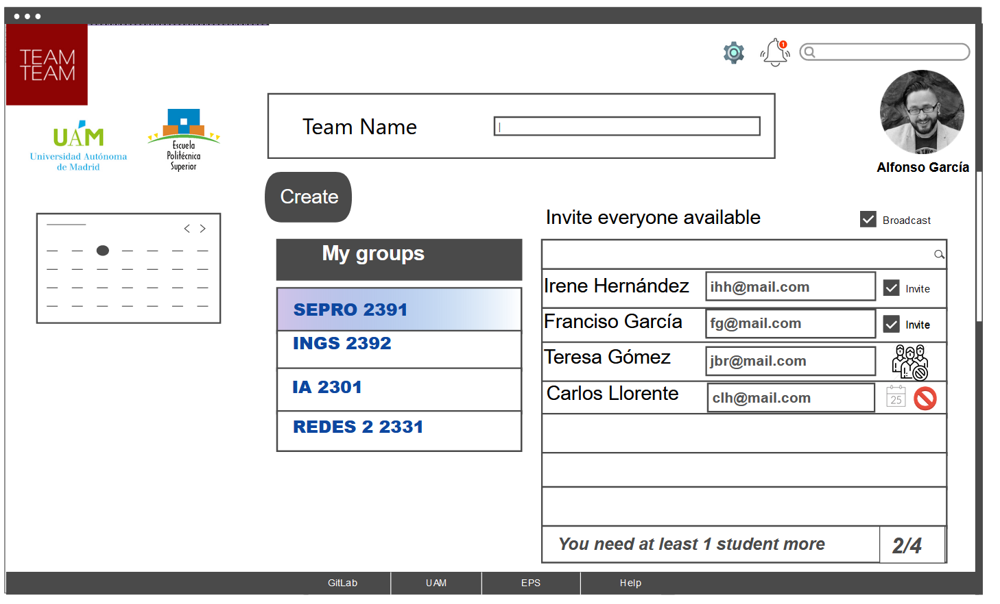 TEAM
TEAM
1
UAM
Universidad Autónoma
de Madrid
Escuela
Politécnica
Superior
Team Name
Alfonso García
Create
Invite everyone available
Broadcast
My groups
SEPRO 2391
INGS 2392
IA 2301
REDES 2 2331
Irene Hernández
ihh@mail.com
Invite
Franciso García
fg@mail.com
Invite
Teresa Gómez
jbr@mail.com
Carlos Llorente
clh@mail.com
25
You need at least 1 student more
2/4
GitLab
UAM
EPS
Help